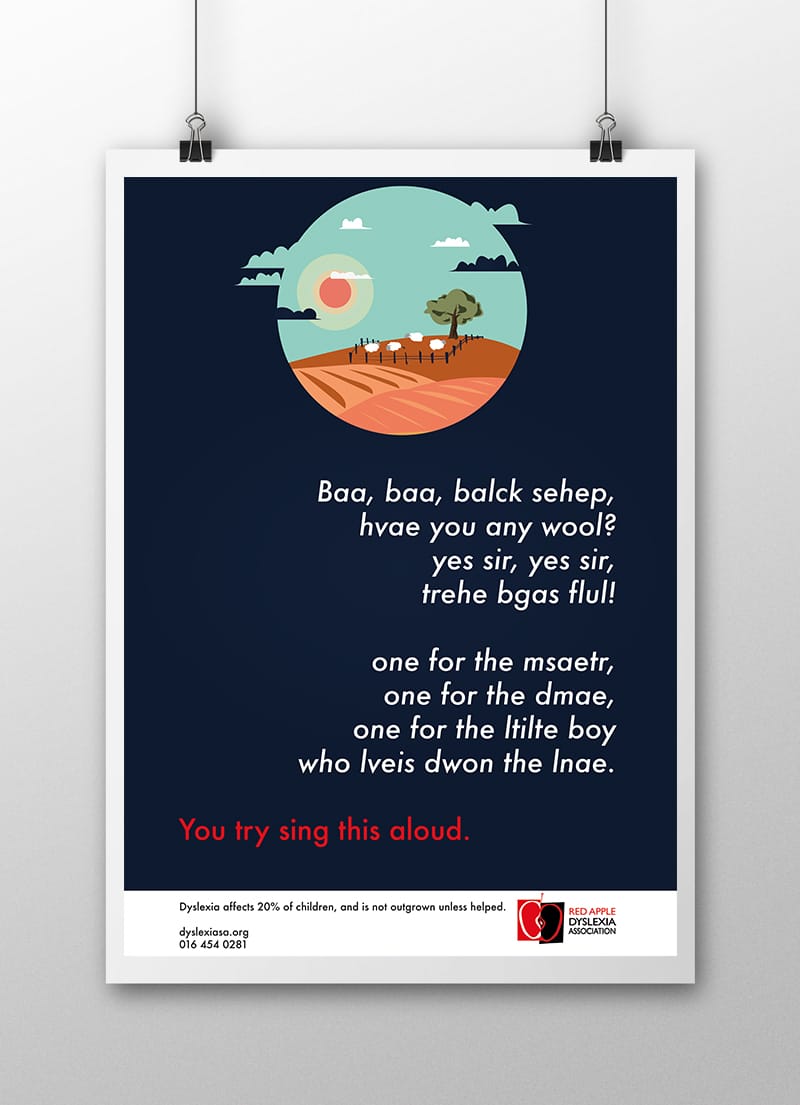 Baa, baa, balck sehep,
hvae you any wool?
yes sir, yes sir,
trehe bgas flul!
one for the msaetr,
one for the dmae,
one for the ltilte boy
who lveis dwon the lnae.
You try sing this aloud.
Dyslexia affects 20% of children, and is not outgrown unless helped.
dyslexiasa.org
016 454 0281
RED APPLE
DYSLEXIA
ASSOCIATION